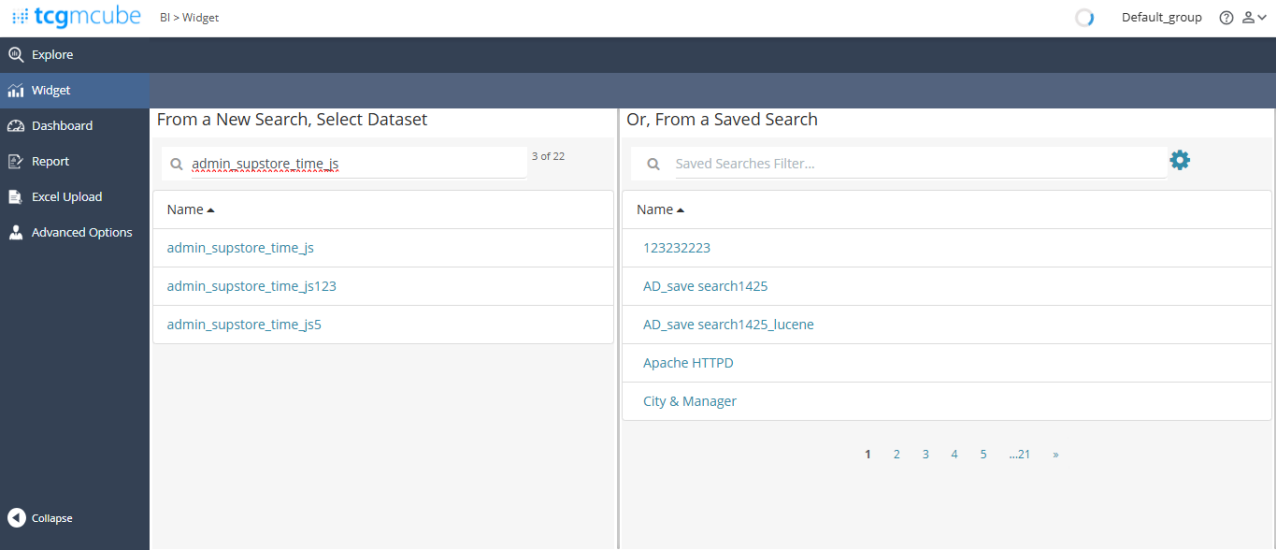 tcgmcube
BI > Widget
Default_group
Explore
Widget
Dashboard
Report
Excel Upload
Advanced Options
Collapse
From a New Search, Select Dataset
admin_supstore_time_js
3 of 22
Name
admin_supstore_time_js
admin_supstore_time_js123
admin_supstore_time_js5
Or, From a Saved Search
Saved Searches Filter...
Name
123232223
AD_save search1425
AD_save search1425_lucene
Apache HTTPD
City & Manager
1 2 3 4 5 ...21 »